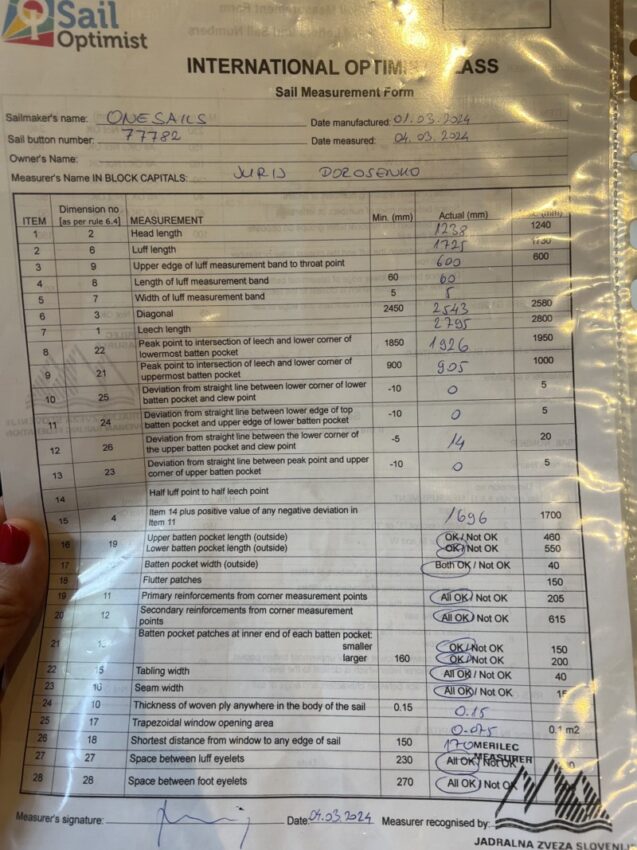 Sail
Optimist
INTERNATIONAL OPTIM CLASS
Sail Measurement Form
Sailmaker's name: ONESAILS Date manufactured: 01.03.2024
Sail button number: 77782 Date measured: 04.03.2024
Owner's Name:
Measurer's Name IN BLOCK CAPITALS: JURIJ DOROSENKO
ITEM Dimension no [as per rule 6.4] MEASUREMENT Min. (mm) Actual (mm) (mm)
1 2 Head length 1238 1240
2 6 Luff length 1725 1730
3 9 Upper edge of luff measurement band to throat point 600 600
4 8 Length of luff measurement band 60 60
5 7 Width of luff measurement band 5 5
6 3 Diagonal 2450 2543 2580
7 1 Leech length 2795 2800
8 22 Peak point to intersection of leech and lower corner of lowermost batten pocket 1850 1926 1950
9 21 Peak point to intersection of leech and lower corner of uppermost batten pocket 900 905 1000
10 25 Deviation from straight line between lower corner of lower batten pocket and clew point -10 0 5
11 24 Deviation from straight line between lower edge of top batten pocket and upper edge of lower batten pocket -10 0 5
12 26 Deviation from straight line between the lower corner of the upper batten pocket and clew point -5 14 20
13 23 Deviation from straight line between peak point and upper corner of upper batten pocket -10 0 5
14 Half luff point to half leech point
15 4 Item 14 plus positive value of any negative deviation in Item 11 1696 1700
16 19 Upper batten pocket length (outside) OK / Not OK 460
Lower batten pocket length (outside) OK / Not OK 550
17 Batten pocket width (outside) Both OK / Not OK 40
18 Flutter patches 150
19 11 Primary reinforcements from corner measurement points All OK / Not OK 205
20 12 Secondary reinforcements from corner measurement points All OK / Not OK 615
21 Batten pocket patches at inner end of each batten pocket:
smaller OK / Not OK 150
larger 160 OK / Not OK 200
22 15 Tabling width All OK / Not OK 40
23 16 Seam width All OK / Not OK 15
24 10 Thickness of woven ply anywhere in the body of the sail 0.15 0.15
25 17 Trapezoidal window opening area 0.075 0.1 m2
26 18 Shortest distance from window to any edge of sail 150 170
MERILEC
MEASURER
27 27 Space between luff eyelets 230 All OK / Not OK
28 28 Space between foot eyelets 270 All OK / Not OK
Measurer's signature: Date: 04.03.2024 Measurer recognised by:
JADRALNA ZVEZA SLOVENIJE